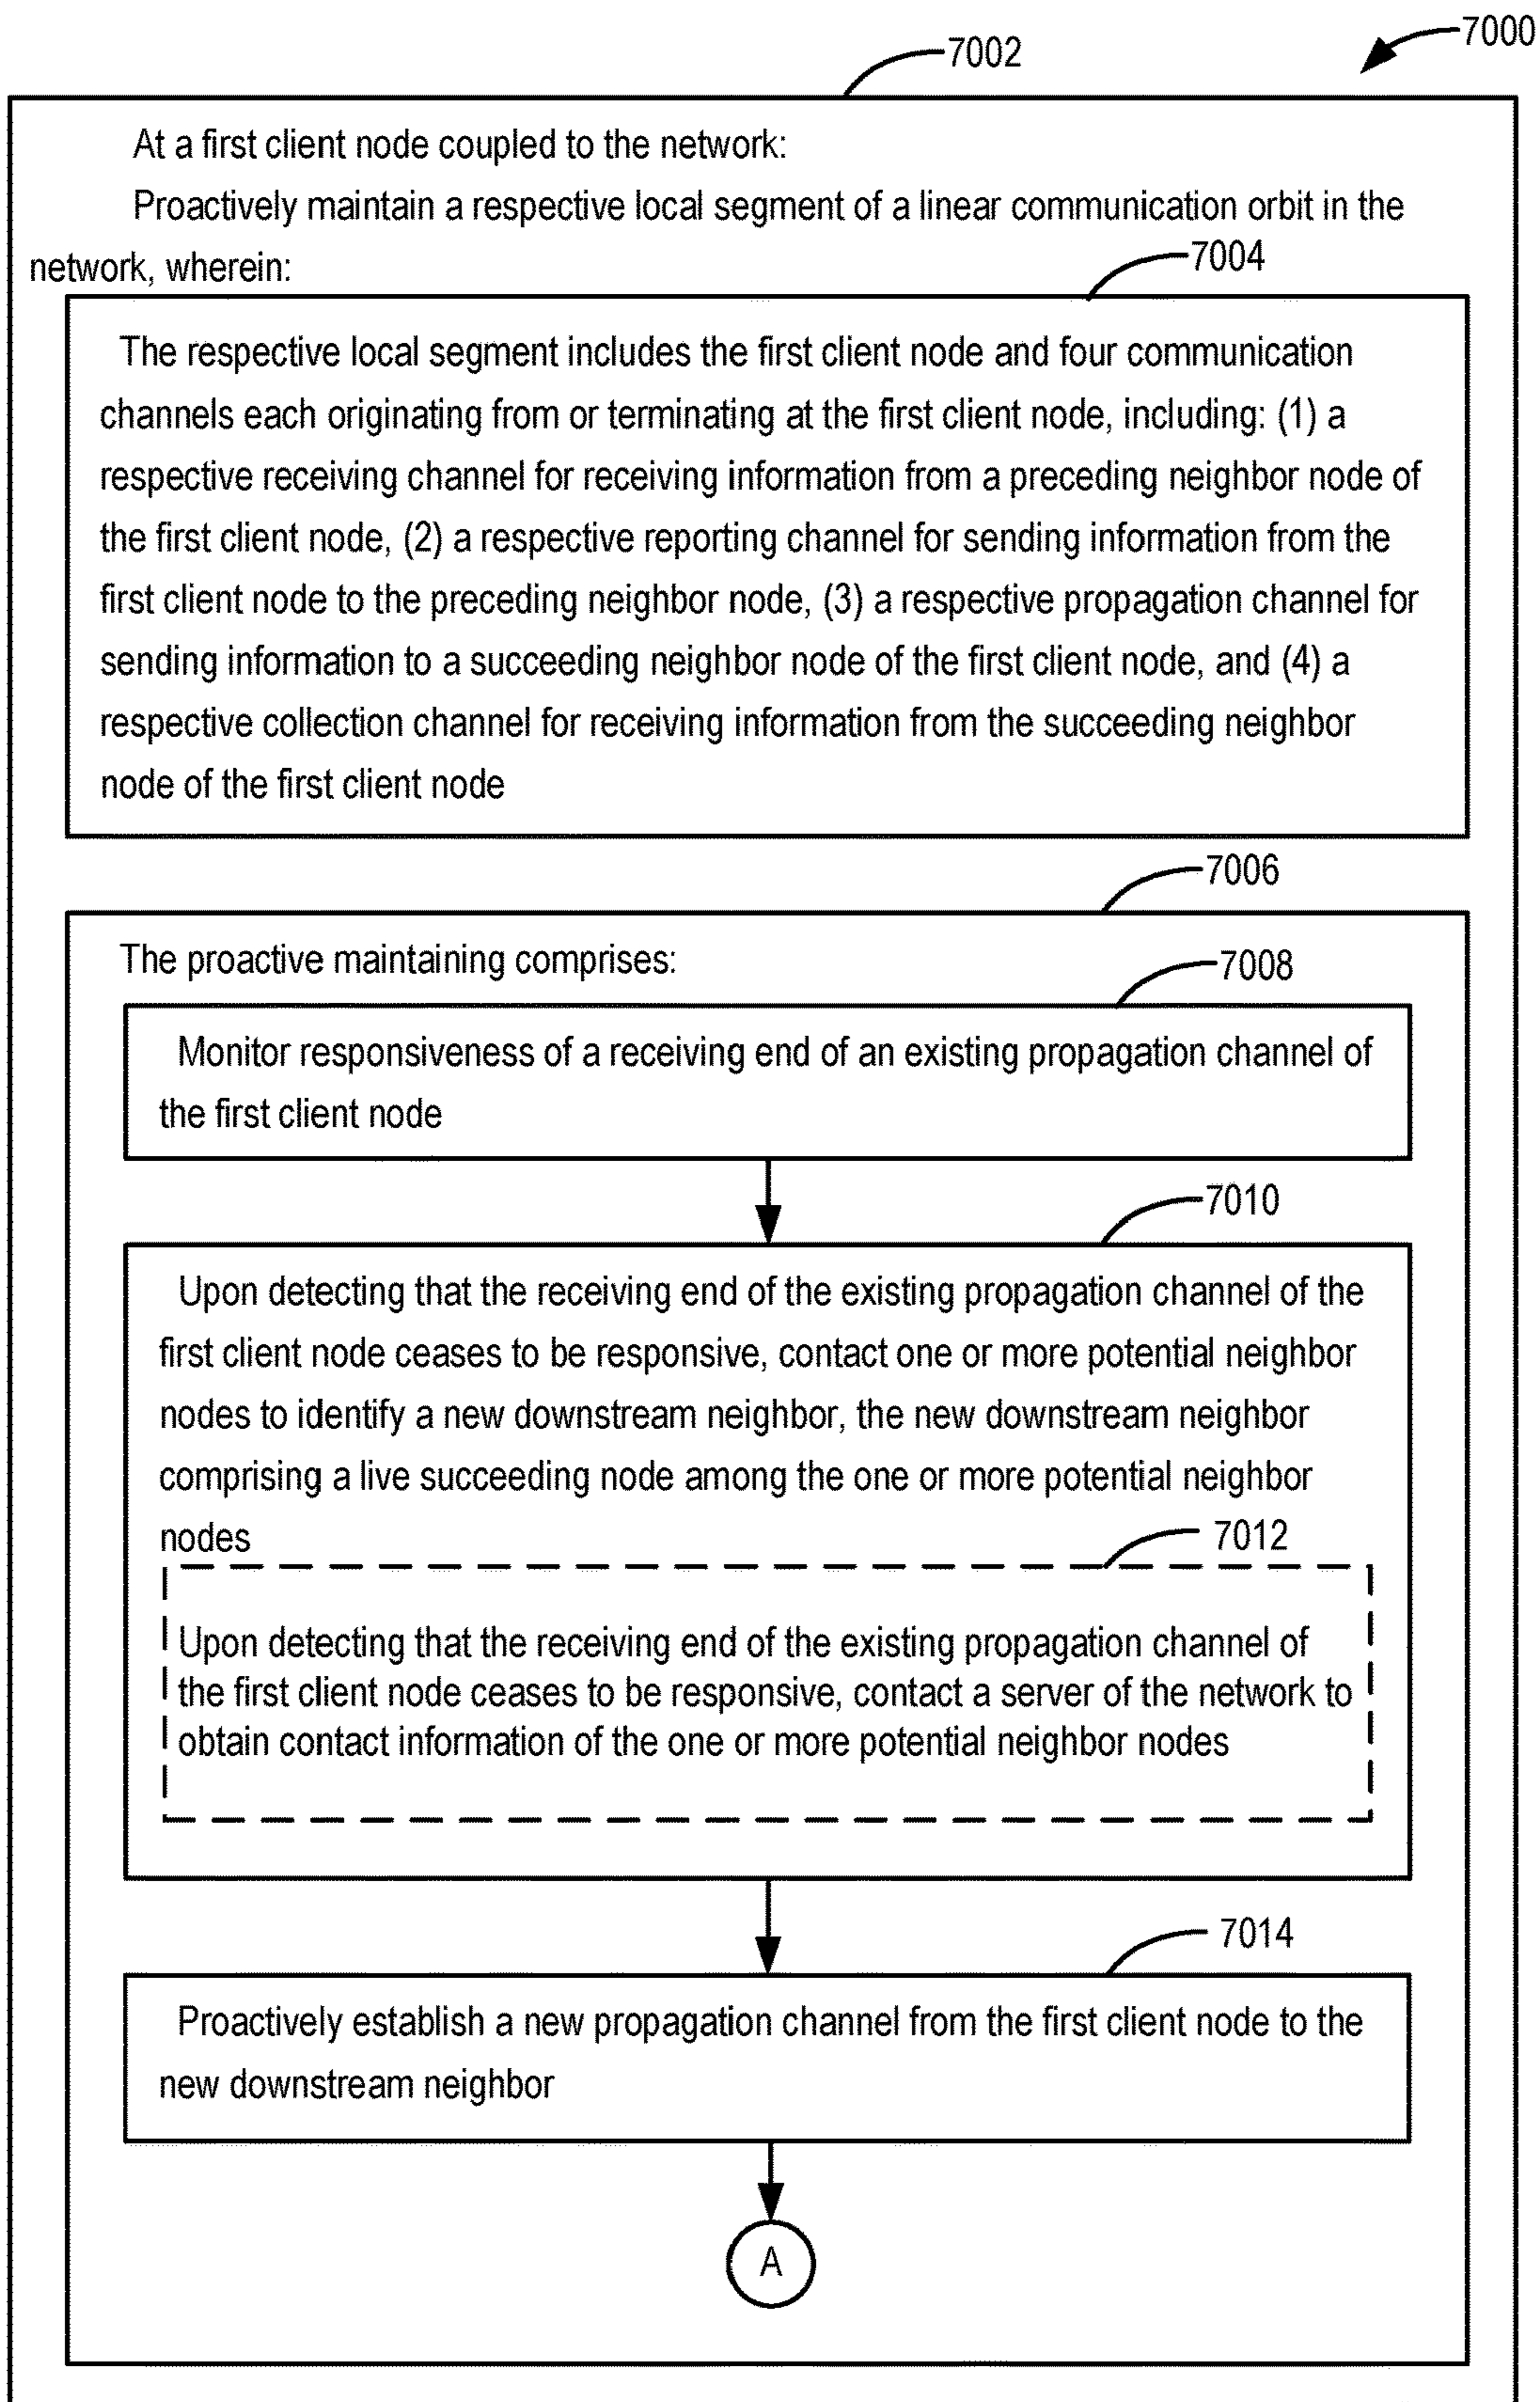 7000
7002
At a first client node coupled to the network:
Proactively maintain a respective local segment of a linear communication orbit in the
network, wherein:
7004
The respective local segment includes the first client node and four communication
channels each originating from or terminating at the first client node, including: (1) a
respective receiving channel for receiving information from a preceding neighbor node of
the first client node, (2) a respective reporting channel for sending information from the
first client node to the preceding neighbor node, (3) a respective propagation channel for
sending information to a succeeding neighbor node of the first client node, and (4) a
respective collection channel for receiving information from the succeeding neighbor
node of the first client node
7006
The proactive maintaining comprises:
7008
Monitor responsiveness of a receiving end of an existing propagation channel of
the first client node
7010
Upon detecting that the receiving end of the existing propagation channel of the
first client node ceases to be responsive, contact one or more potential neighbor
nodes to identify a new downstream neighbor, the new downstream neighbor
comprising a live succeeding node among the one or more potential neighbor
nodes
7012
Upon detecting that the receiving end of the existing propagation channel of
the first client node ceases to be responsive, contact a server of the network to
obtain contact information of the one or more potential neighbor nodes
7014
Proactively establish a new propagation channel from the first client node to the
new downstream neighbor
A